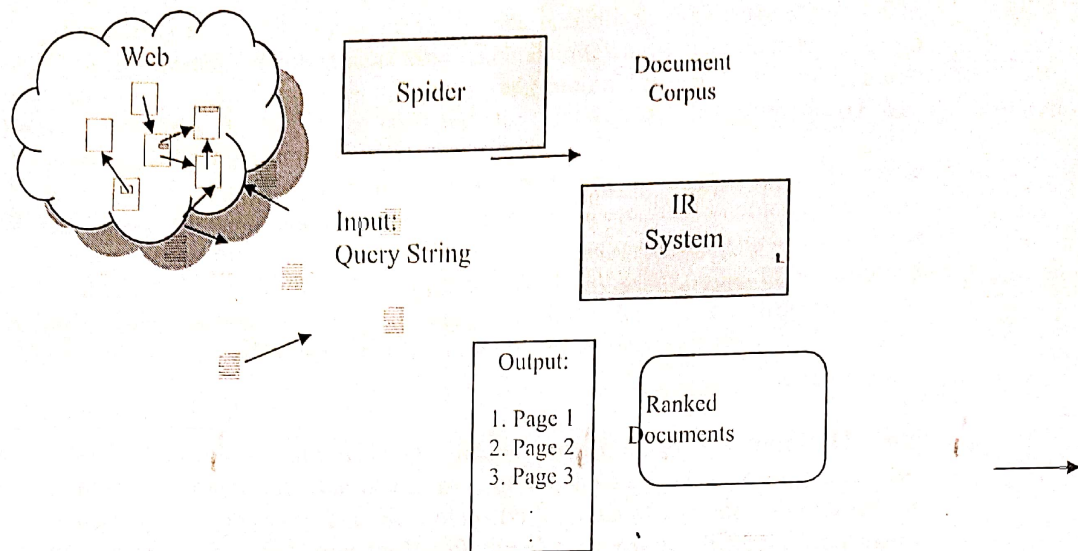 Web
Spider
Document
Corpus
IR
System
Input:
Query String
Output:
1. Page 1
2. Page 2
3. Page 3
.
.
Ranked
Documents